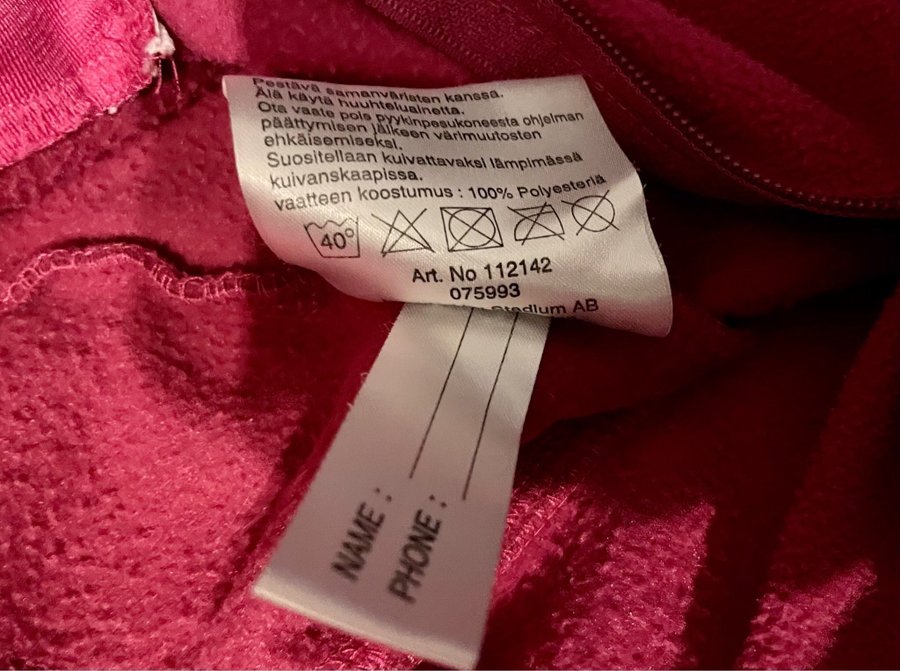 Pestävä samanväristen kanssa.
Älä käytä huuhteluainetta.
Ota vaate pois pyykinpesukoneesta ohjelman
päättymisen jälkeen värimuutosten
ehkäisemiseksi.
Suositellaan kuivattavaksi lämpimässä
kuivanskaapissa.
vaatteen koostumus : 100% Polyesteriä
40°
Art. No 112142
075993
Stadium AB
NAME :
PHONE :